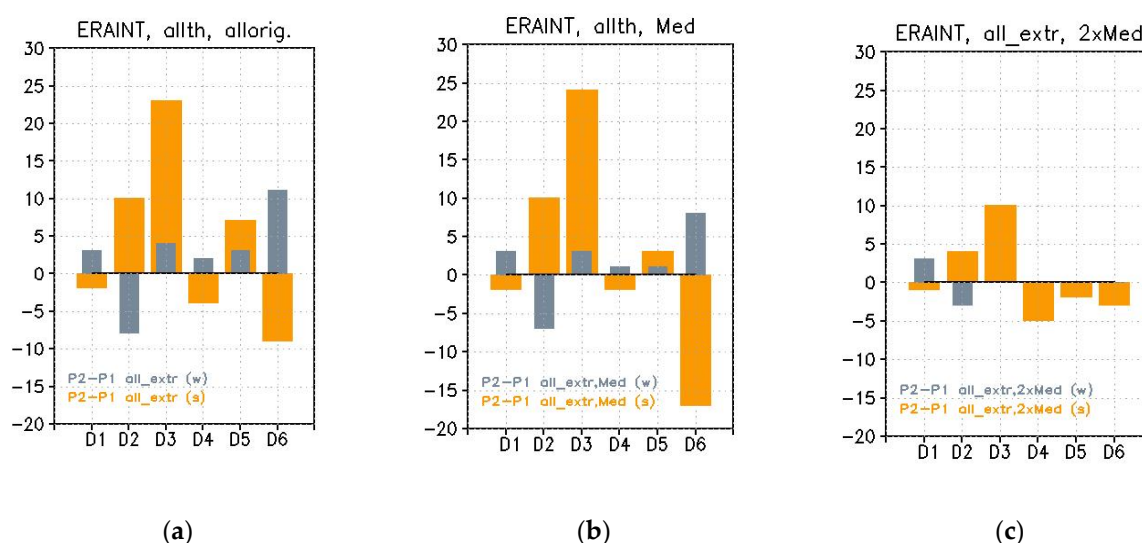 ERAINT, allth, allorig.
30
25
20
15
10
5
0
−5
−10
−15
−20
P2−P1 all_extr (w)
P2−P1 all_extr (s)
D1 D2 D3 D4 D5 D6
(a)
ERAINT, allth, Med
30
25
20
15
10
5
0
−5
−10
−15
−20
P2−P1 all_extr,Med (w)
P2−P1 all_extr,Med (s)
D1 D2 D3 D4 D5 D6
(b)
ERAINT, all_extr, 2xMed
30
25
20
15
10
5
0
−5
−10
−15
−20
P2−P1 all_extr,2xMed (w)
P2−P1 all_extr,2xMed (s)
D1 D2 D3 D4 D5 D6
(c)